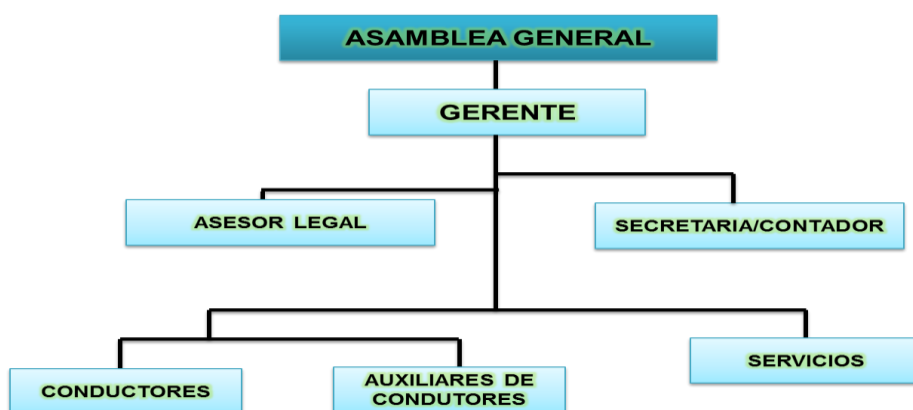 ASAMBLEA GENERAL
GERENTE
ASESOR LEGAL
SECRETARIA/CONTADOR
CONDUCTORES
AUXILIARES DE
CONDUTORES
SERVICIOS